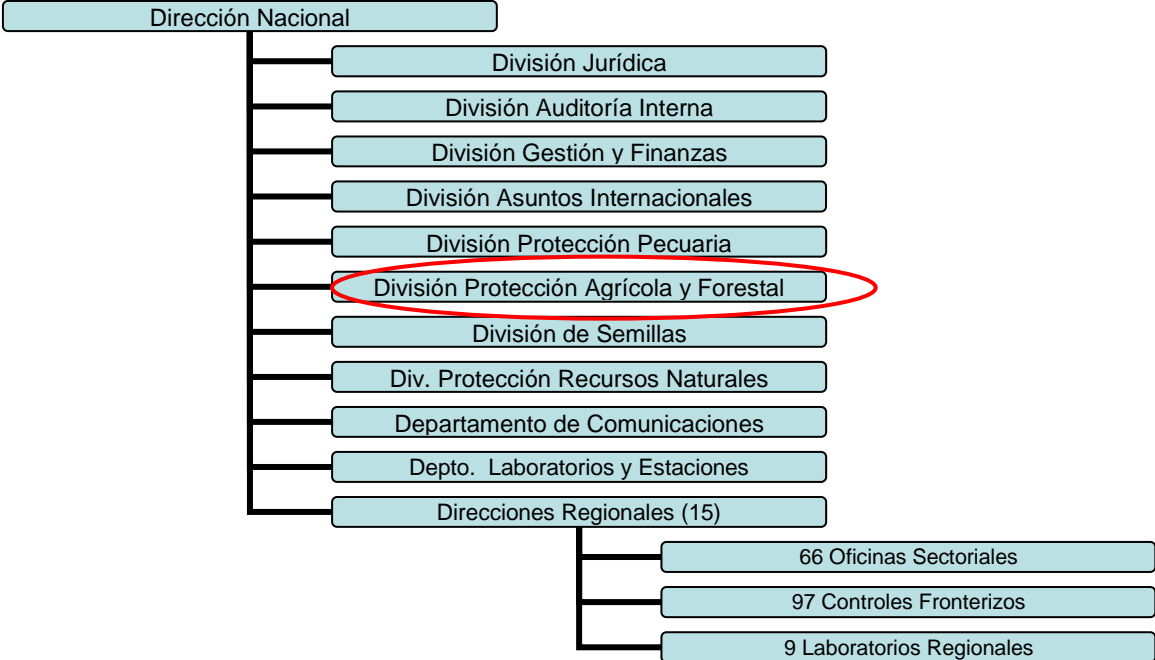 Dirección Nacional
División Jurídica
División Auditoría Interna
División Gestión y Finanzas
División Asuntos Internacionales
División Protección Pecuaria
División Protección Agrícola y Forestal
División de Semillas
Div. Protección Recursos Naturales
Departamento de Comunicaciones
Depto. Laboratorios y Estaciones
Direcciones Regionales (15)
66 Oficinas Sectoriales
97 Controles Fronterizos
9 Laboratorios Regionales